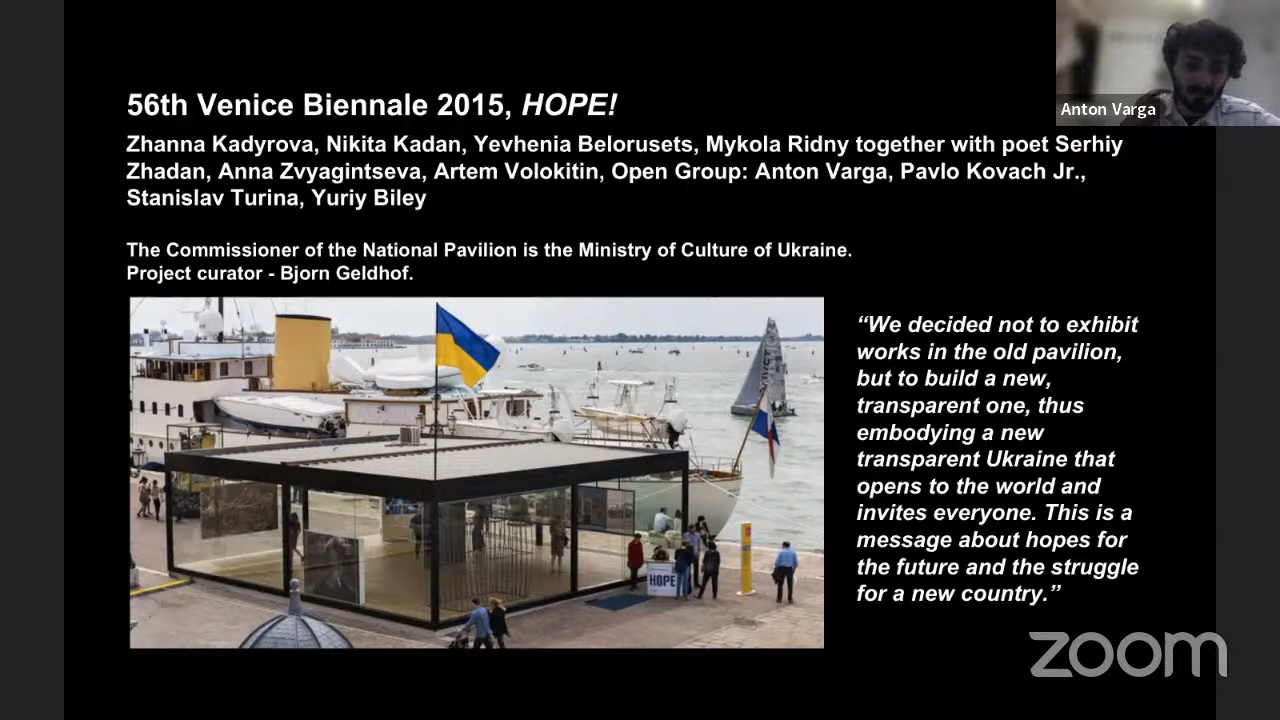 Anton Varga
56th Venice Biennale 2015, HOPE!
Zhanna Kadyrova, Nikita Kadan, Yevhenia Belorusets, Mykola Ridny together with poet Serhiy
Zhadan, Anna Zvyagintseva, Artem Volokitin, Open Group: Anton Varga, Pavlo Kovach Jr.,
Stanislav Turina, Yuriy Biley
The Commissioner of the National Pavilion is the Ministry of Culture of Ukraine.
Project curator - Bjorn Geldhof.
HOPE
“We decided not to exhibit
works in the old pavilion,
but to build a new,
transparent one, thus
embodying a new
transparent Ukraine that
opens to the world and
invites everyone. This is a
message about hopes for
the future and the struggle
for a new country.”
zoom